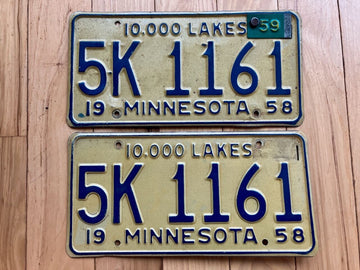 10,000 LAKES 59
5K 1161
19 MINNESOTA 58
10,000 LAKES
5K 1161
19 MINNESOTA 58